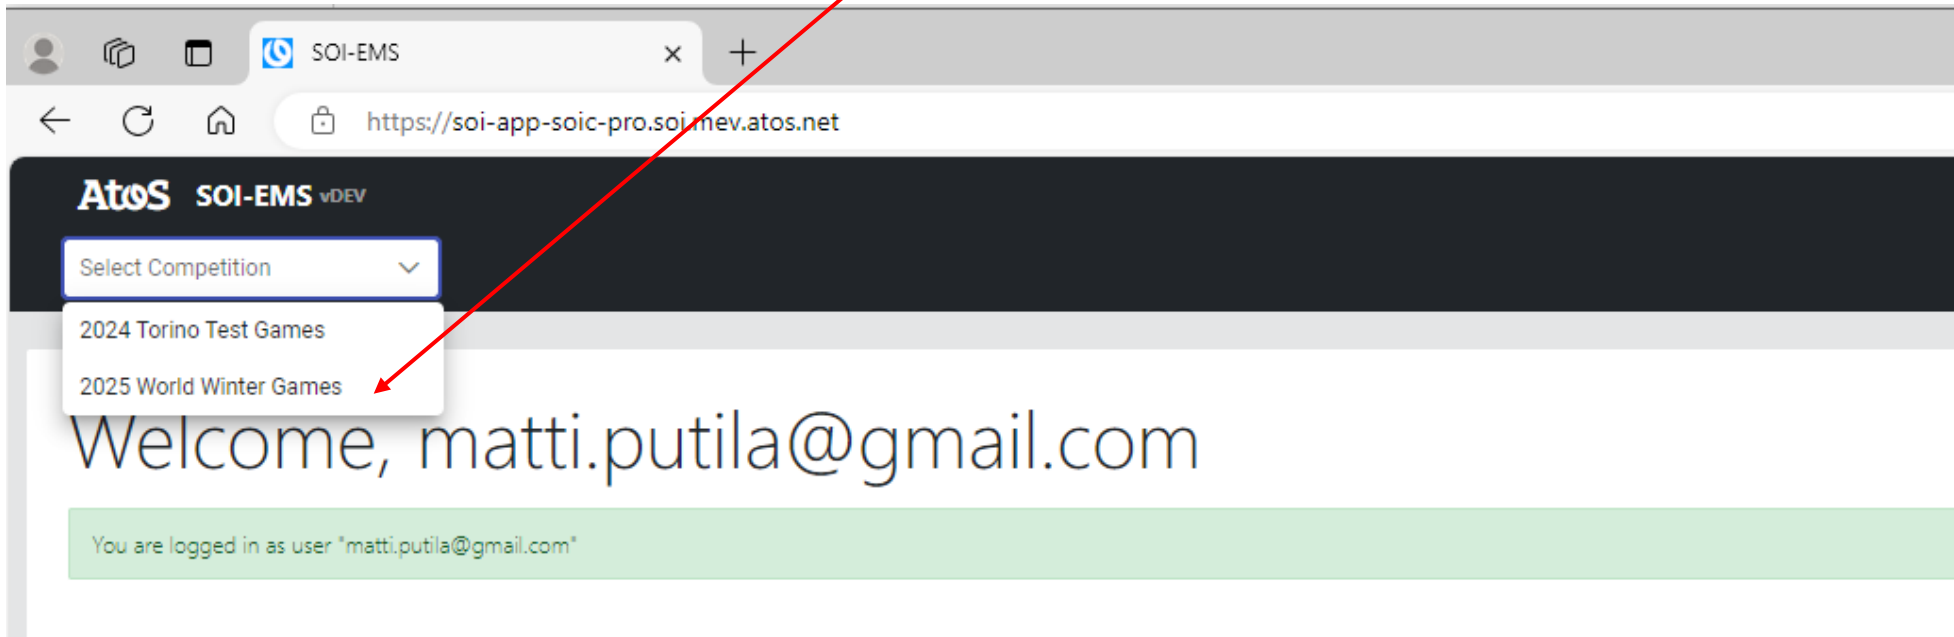 SOI-EMS
https://soi-app-soic-pro.soi.mev.atos.net
Atos SOI-EMS vDEV
Select Competition
2024 Torino Test Games
2025 World Winter Games
Welcome, matti.putila@gmail.com
You are logged in as user "matti.putila@gmail.com"